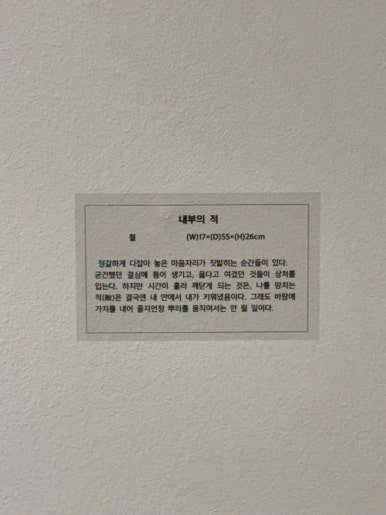 내부의 적
철 (W)17×(D)55×(H)26cm
정갈하게 다잡아 놓은 마음자리가 짓밟히는 순간들이 있다.
굳건했던 결심에 틈이 생기고, 옳다고 여겼던 것들이 상처를
입는다. 하지만 시간이 흘러 깨닫게 되는 것은, 나를 망치는
적(敵)은 결국엔 내 안에서 내가 키워냈음이다. 그래도 바람에
가지를 내어 줄지언정 뿌리를 움직여서는 안 될 일이다.